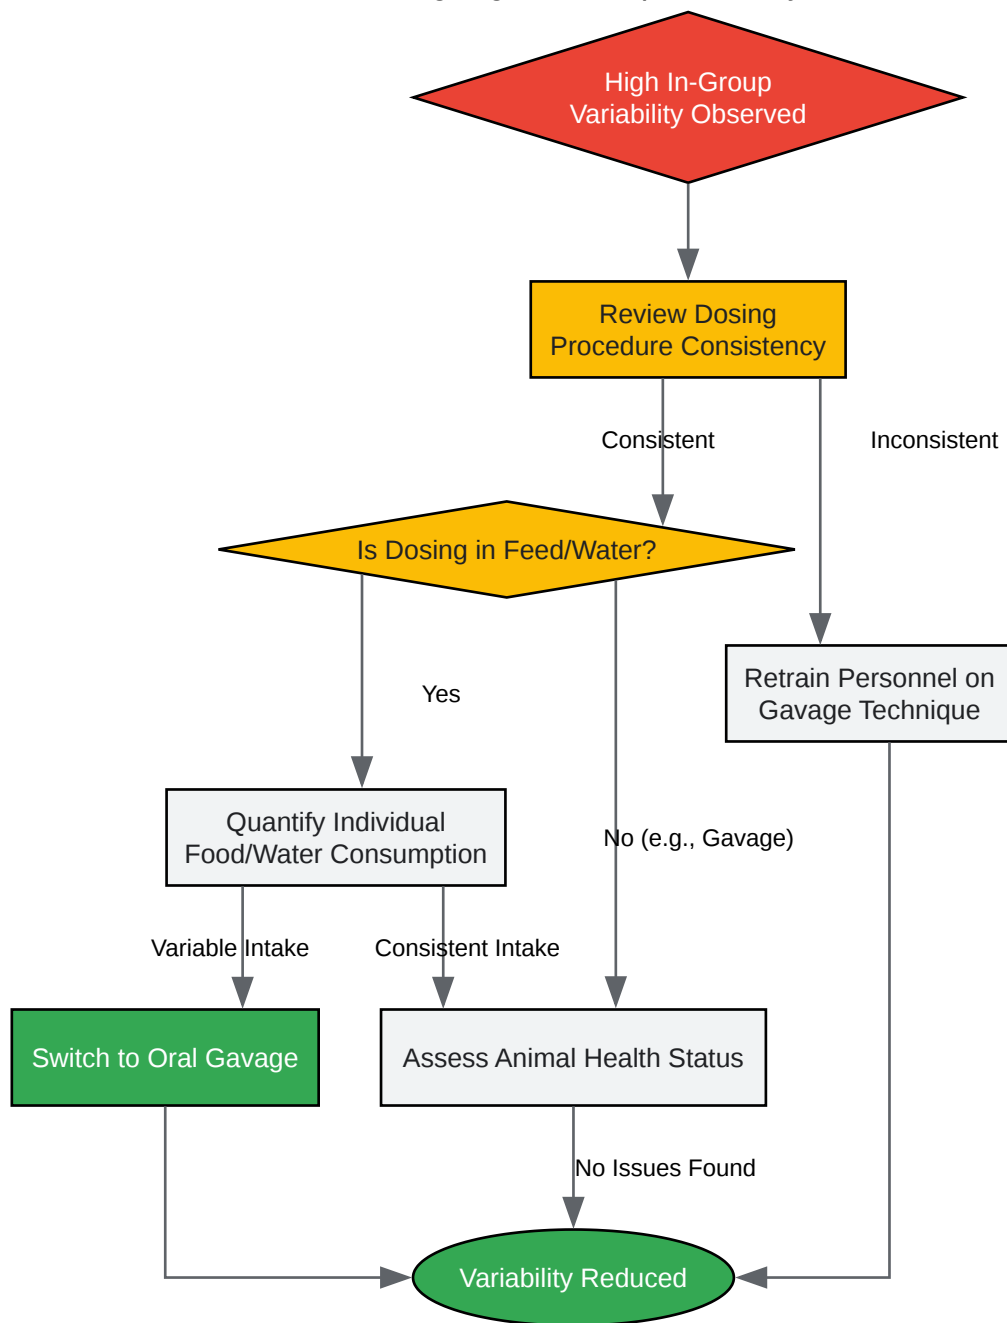 High In-Group
Variability Observed
Review Dosing
Procedure Consistency
Consistent
Inconsistent
Is Dosing in Feed/Water?
Yes
Retrain Personnel on
Gavage Technique
Quantify Individual
Food/Water Consumption
No (e.g., Gavage)
Variable Intake
Consistent Intake
Switch to Oral Gavage
Assess Animal Health Status
No Issues Found
Variability Reduced